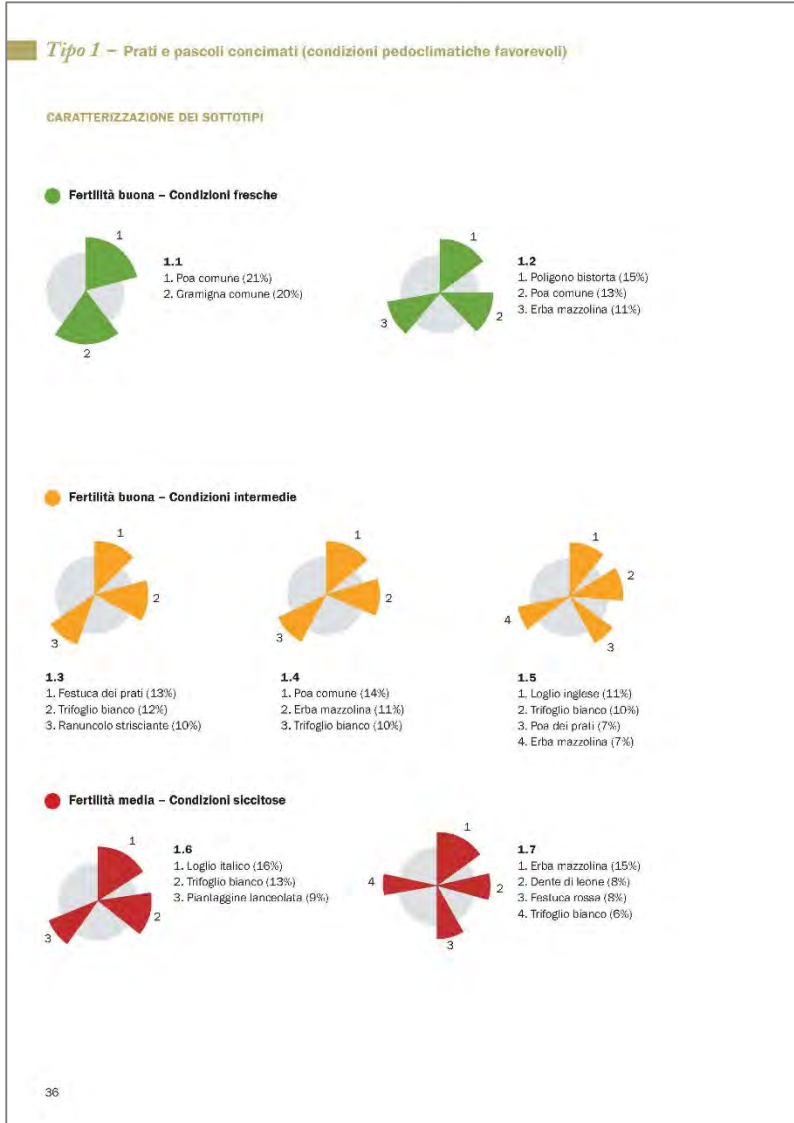 Tipo 1 – Prati e pascoli concimati (condizioni pedoclimatiche favorevoli)
CARATTERIZZAZIONE DEI SOTTOTIPI
Fertilità buona – Condizioni fresche
1
2
1.1
1. Poa comune (21%)
2. Gramigna comune (20%)
1
2
3
1.2
1. Poligono bistorta (15%)
2. Poa comune (13%)
3. Erba mazzolina (11%)
Fertilità buona – Condizioni intermedie
1
2
3
1.3
1. Festuca dei prati (13%)
2. Trifoglio bianco (12%)
3. Ranuncolo strisciante (10%)
1
2
3
1.4
1. Poa comune (14%)
2. Erba mazzolina (11%)
3. Trifoglio bianco (10%)
1
2
3
4
1.5
1. Loglio inglese (11%)
2. Trifoglio bianco (10%)
3. Poa dei prati (7%)
4. Erba mazzolina (7%)
Fertilità media – Condizioni siccitose
1
2
3
1.6
1. Loglio italico (16%)
2. Trifoglio bianco (13%)
3. Piantaggine lanceolata (9%)
1
2
3
4
1.7
1. Erba mazzolina (15%)
2. Dente di leone (8%)
3. Festuca rossa (8%)
4. Trifoglio bianco (6%)
36